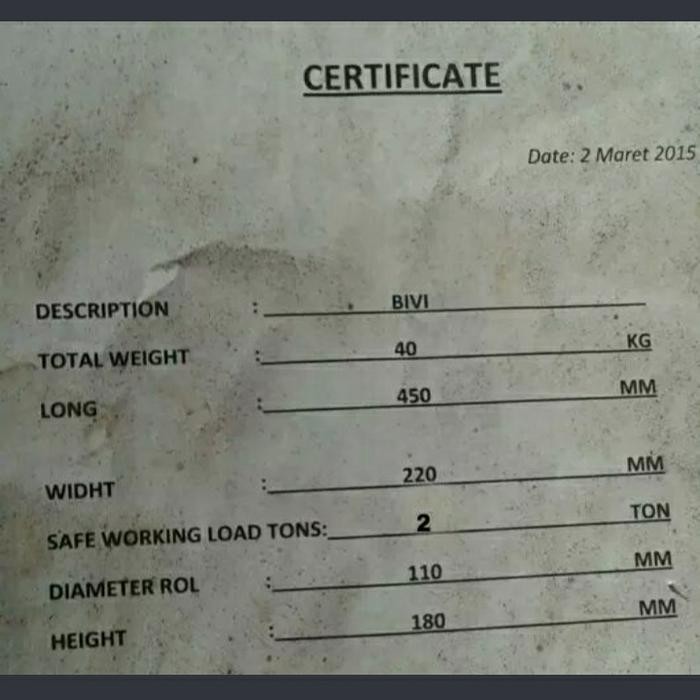 CERTIFICATE
Date: 2 Maret 2015
DESCRIPTION : BIVI
TOTAL WEIGHT : 40 KG
LONG : 450 MM
WIDHT : 220 MM
SAFE WORKING LOAD TONS: 2 TON
DIAMETER ROL : 110 MM
HEIGHT : 180 MM